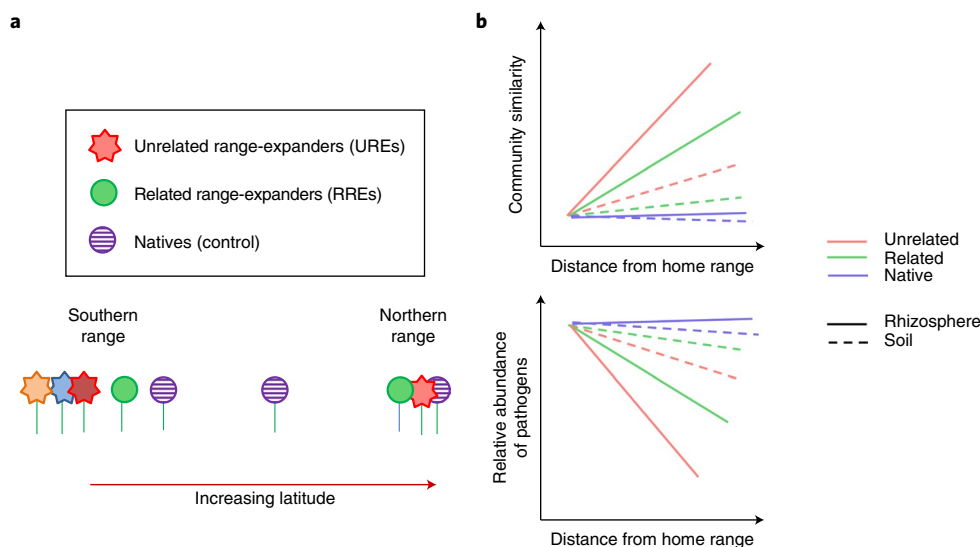 a
Unrelated range-expanders (UREs)
Related range-expanders (RREs)
Natives (control)
Southern
range
Northern
range
Increasing latitude
b
Community similarity
Distance from home range
Relative abundance
of pathogens
Distance from home range
Unrelated
Related
Native
Rhizosphere
Soil